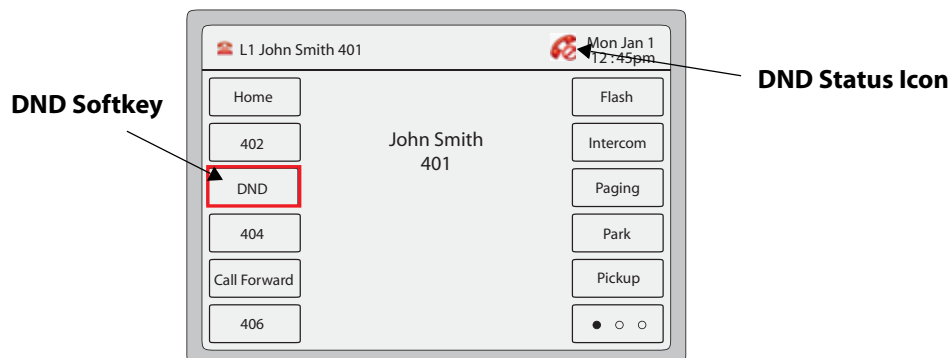 L1 John Smith 401
Mon Jan 1
12 : 45pm
DND Status Icon
DND Softkey
Home
402
DND
404
Call Forward
406
John Smith
401
Flash
Intercom
Paging
Park
Pickup